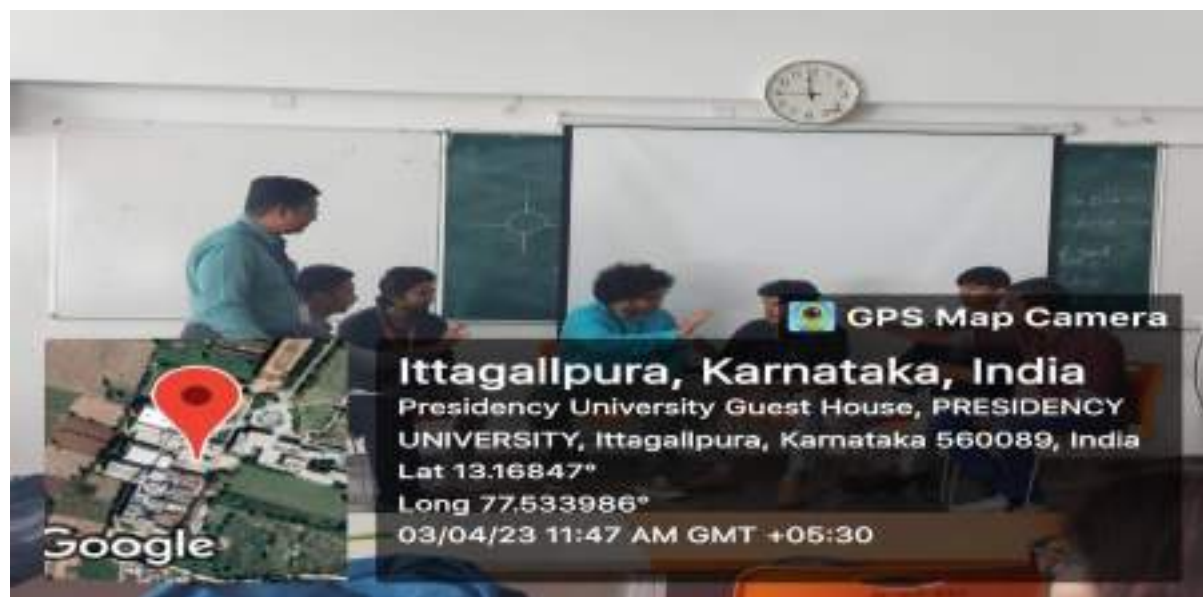 GPS Map Camera
Ittagallpura, Karnataka, India
Presidency University Guest House, PRESIDENCY
UNIVERSITY, Ittagallpura, Karnataka 560089, India
Lat 13.16847°
Long 77.533986°
03/04/23 11:47 AM GMT +05:30
Google